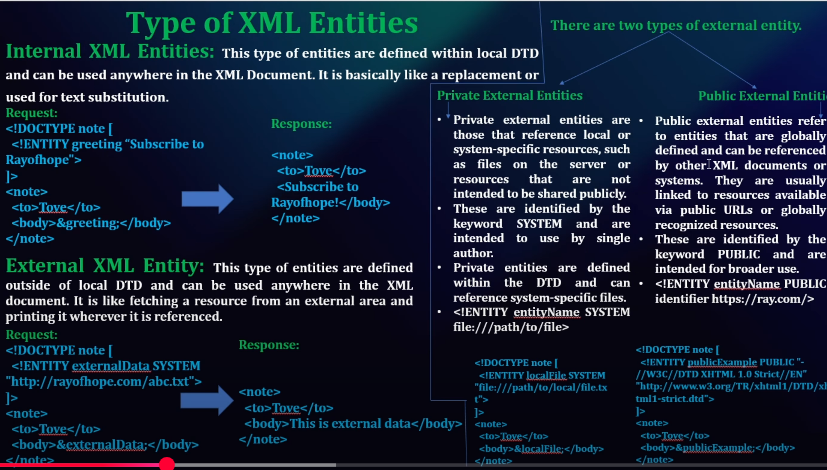 Type of XML Entities
Internal XML Entities: This type of entities are defined within local DTD
and can be used anywhere in the XML Document. It is basically like a replacement or
used for text substitution.
Request:
<!DOCTYPE note [
<!ENTITY greeting “Subscribe to
Rayofhope">
]>
<note>
<to>Tove</to>
<body>&greeting;</body>
</note>
Response:
<note>
<to>Tove</to>
<Subscribe to
Rayofhope!</body>
</note>
External XML Entity: This type of entities are defined
outside of local DTD and can be used anywhere in the XML
document. It is like fetching a resource from an external area and
printing it wherever it is referenced.
Request:
<!DOCTYPE note [
<!ENTITY externalData SYSTEM
"http://rayofhope.com/abc.txt">
]>
<note>
<to>Tove</to>
<body>&externalData;</body>
</note>
Response:
<note>
<to>Tove</to>
<body>This is external data</body>
</note>
There are two types of external entity.
Private External Entities
• Private external entities are
those that reference local or
system-specific resources, such
as files on the server or
resources that are not
intended to be shared publicly.
• These are identified by the
keyword SYSTEM and are
intended to use by single
author.
• Private entities are defined
within the DTD and can
reference system-specific files.
• <!ENTITY entityName SYSTEM
file:///path/to/file>
<!DOCTYPE note [
<!ENTITY localFile SYSTEM
"file:///path/to/local/file.tx
t">
]>
<note>
<to>Tove</to>
<body>&localFile;</body>
</note>
Public External Entitie
• Public external entities refer
to entities that are globally
defined and can be referenced
by other XML documents or
systems. They are usually
linked to resources available
via public URLs or globally
recognized resources.
• These are identified by the
keyword PUBLIC and are
intended for broader use.
• <!ENTITY entityName PUBLIC
identifier https://ray.com/>
<!DOCTYPE note [
<!ENTITY publicExample PUBLIC "-
//W3C//DTD XHTML 1.0 Strict//EN"
"http://www.w3.org/TR/xhtml1/DTD/xh
tml1-strict.dtd">
]>
<note>
<to>Tove</to>
<body>&publicExample;</body>
</note>